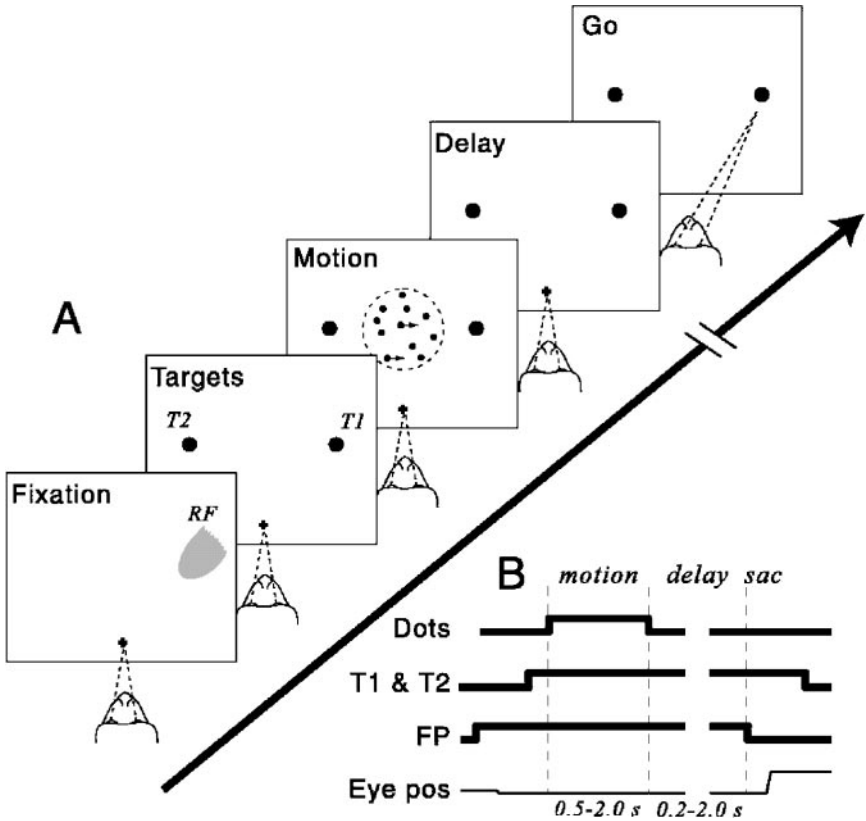 Go
Delay
Motion
A
Targets
T2
T1
Fixation
RF
B
motion delay sac
Dots
T1 & T2
FP
Eye pos
0.5-2.0 s 0.2-2.0 s